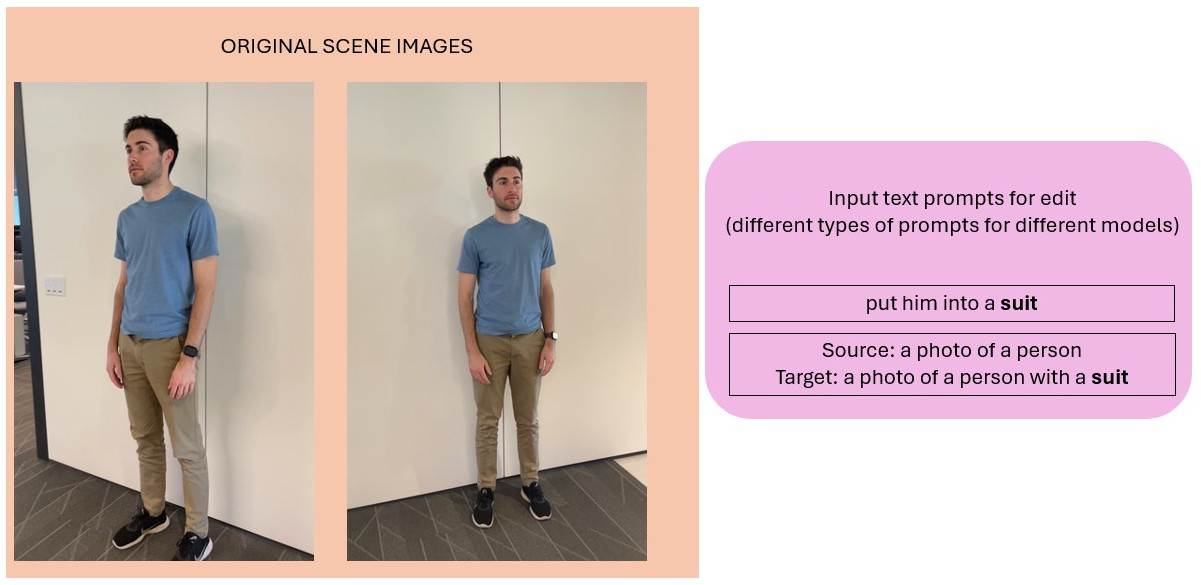 ORIGINAL SCENE IMAGES
Input text prompts for edit
(different types of prompts for different models)
put him into a suit
Source: a photo of a person
Target: a photo of a person with a suit